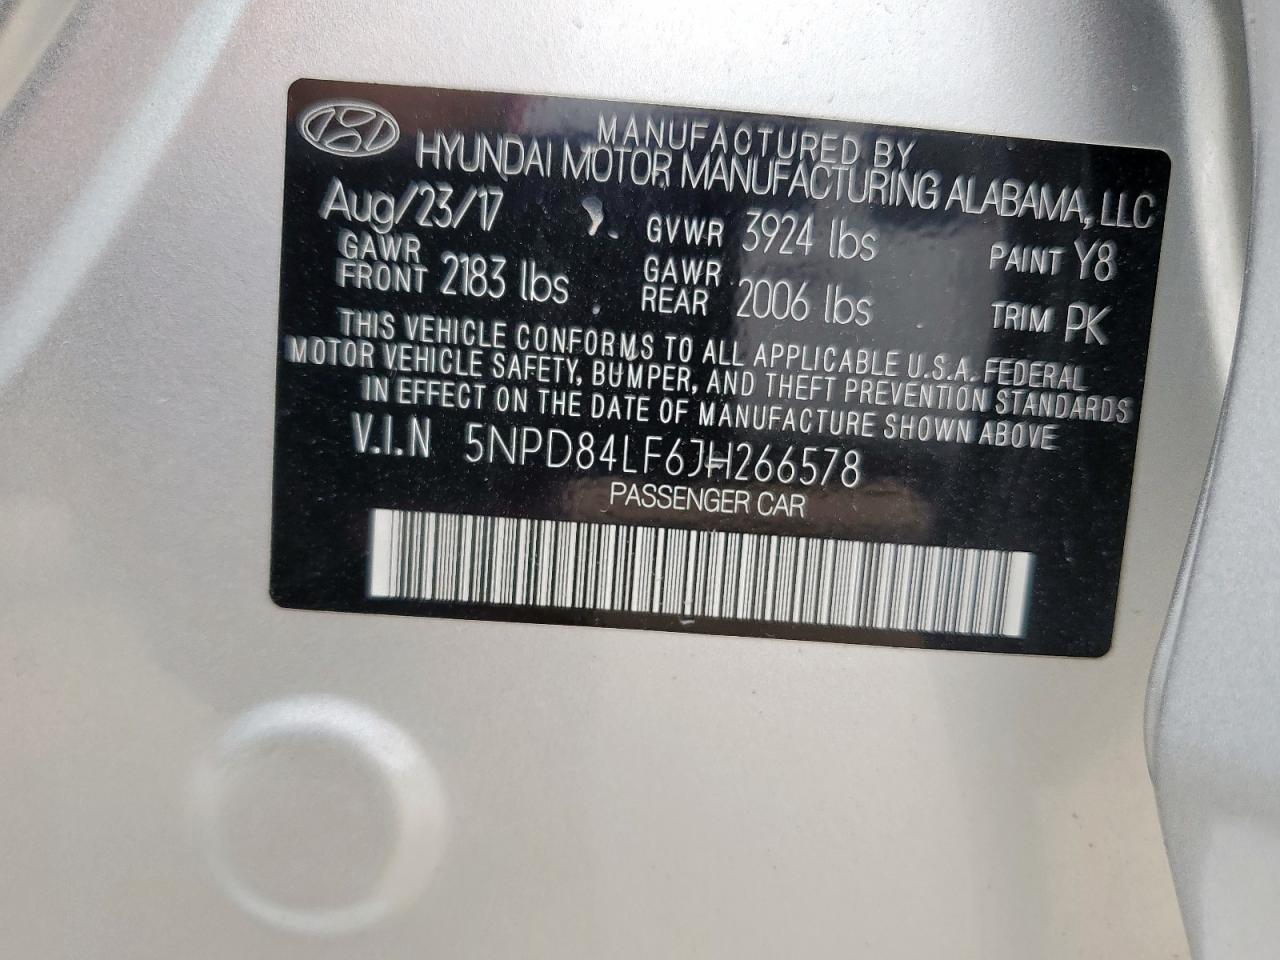 MANUFACTURED BY
HYUNDAI MOTOR MANUFACTURING ALABAMA, LLC
Aug/23/17 GVWR 3924 lbs PAINT Y8
GAWR FRONT 2183 lbs GAWR REAR 2006 lbs TRIM PK
THIS VEHICLE CONFORMS TO ALL APPLICABLE U.S.A. FEDERAL
MOTOR VEHICLE SAFETY, BUMPER, AND THEFT PREVENTION STANDARDS
IN EFFECT ON THE DATE OF MANUFACTURE SHOWN ABOVE
V.I.N 5NPD84LF6JH266578
PASSENGER CAR